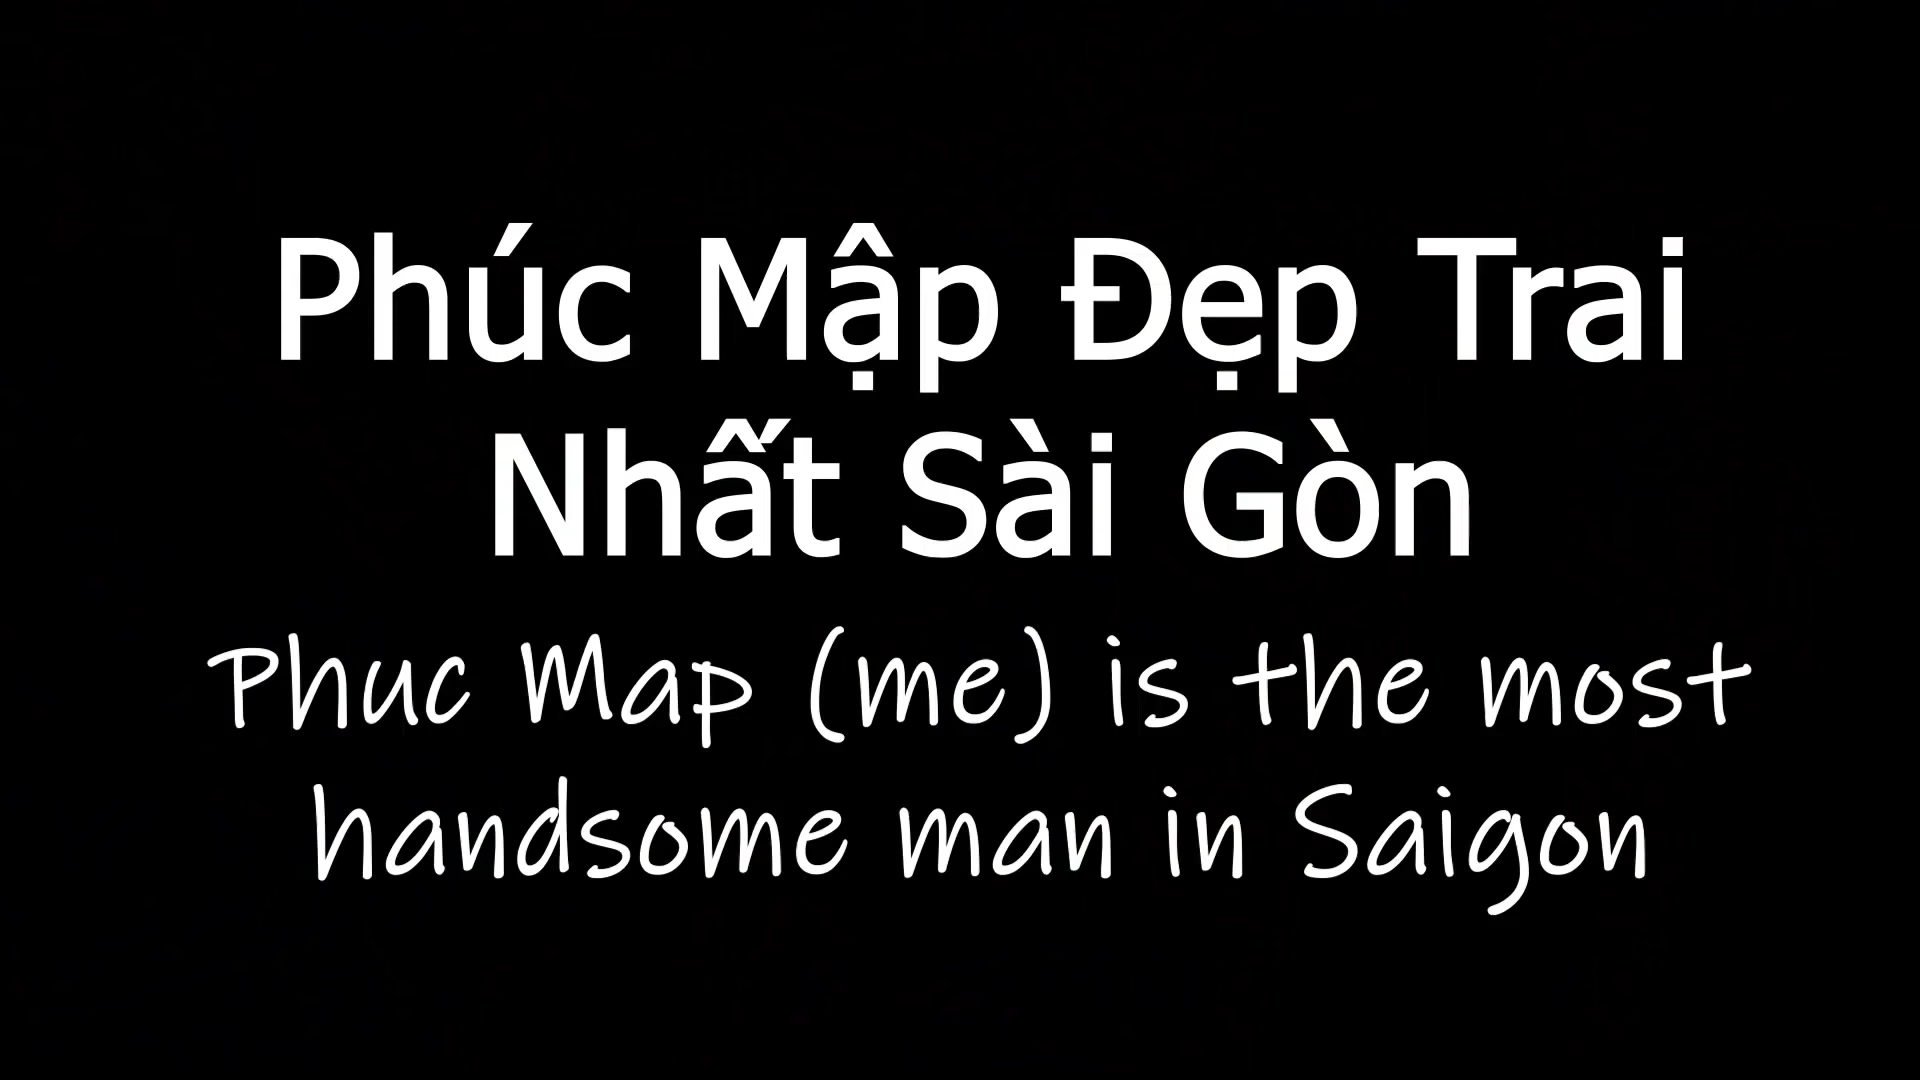 Phúc Mập Đẹp Trai
Nhất Sài Gòn
Phuc Map (me) is the most
handsome man in Saigon